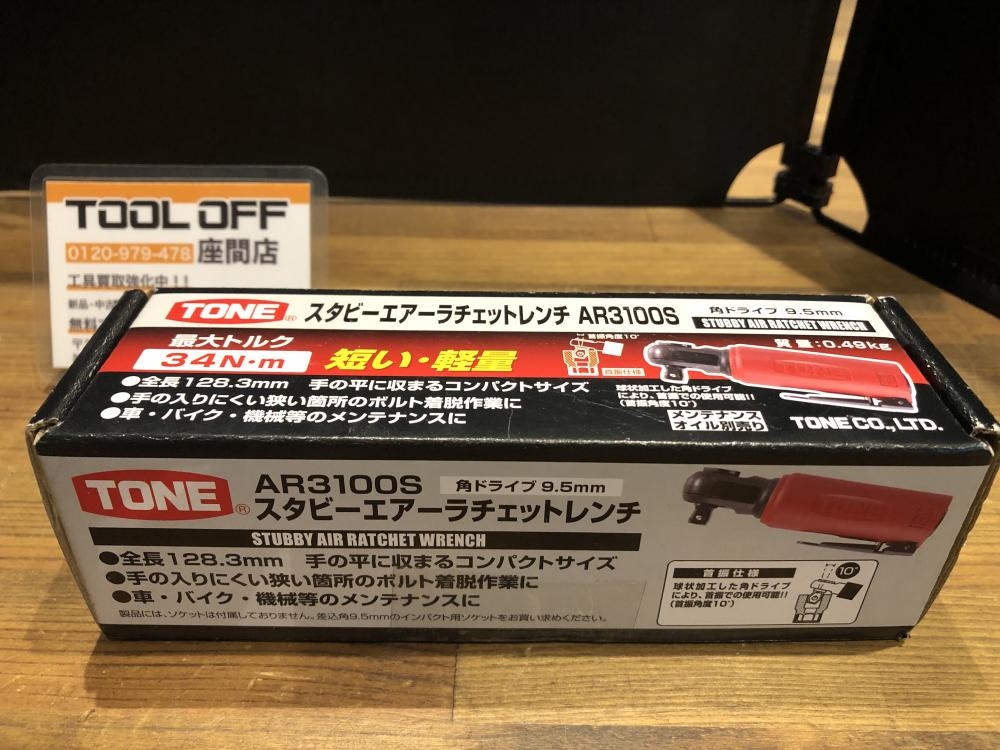 TOOL OFF
0120-979-478 座間店
工具買取強化中!!
新品・中古
無料
TONE® スタビーエアーラチェットレンチ AR3100S 角ドライブ 9.5mm
STUBBY AIR RATCHET WRENCH
最大トルク
34N・m 短い・軽量
首振角度10°
首振仕様
質量:0.49kg
●全長128.3mm 手の平に収まるコンパクトサイズ
●手の入りにくい狭い箇所のボルト着脱作業に
●車・バイク・機械等のメンテナンスに
球状加工した角ドライブ
により、首振での使用可能!!
(首振角度10°)
メンテナンス
オイル別売り
TONE CO., LTD.
TONE® AR3100S 角ドライブ 9.5mm
スタビーエアーラチェットレンチ
STUBBY AIR RATCHET WRENCH
●全長128.3mm 手の平に収まるコンパクトサイズ
●手の入りにくい狭い箇所のボルト着脱作業に
●車・バイク・機械等のメンテナンスに
製品には、ソケットは付属しておりません。差込角9.5mmのインパクト用ソケットをお買い求めください。
首振仕様
10°
球状加工した角ドライブ
により、首振での使用可能!!
(首振角度10°)